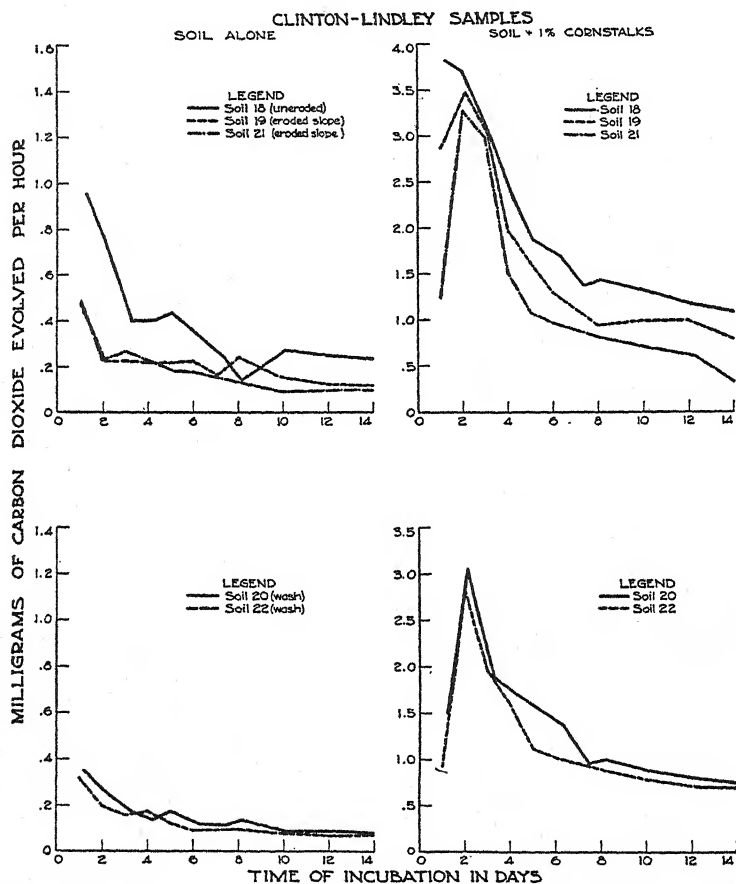 CLINTON-LINDLEY SAMPLES
SOIL ALONE
SOIL + 1% CORNSTALKS
MILLIGRAMS OF CARBON DIOXIDE EVOLVED PER HOUR
1.6
1.4
1.2
1.0
.8
.6
.4
.2
0
LEGEND
Soil 18 (uneroded)
Soil 19 (eroded slope)
Soil 21 (eroded slope)
0 2 4 6 8 10 12 14
4.0
3.5
3.0
2.5
2.0
1.5
1.0
.5
0
LEGEND
Soil 18
Soil 19
Soil 21
0 2 4 6 8 10 12 14
1.4
1.2
1.0
.8
.6
.4
.2
0
LEGEND
Soil 20 (wash)
Soil 22 (wash)
0 2 4 6 8 10 12 14
3.5
3.0
2.5
2.0
1.5
1.0
.5
0
LEGEND
Soil 20
Soil 22
0 2 4 6 8 10 12 14
TIME OF INCUBATION IN DAYS